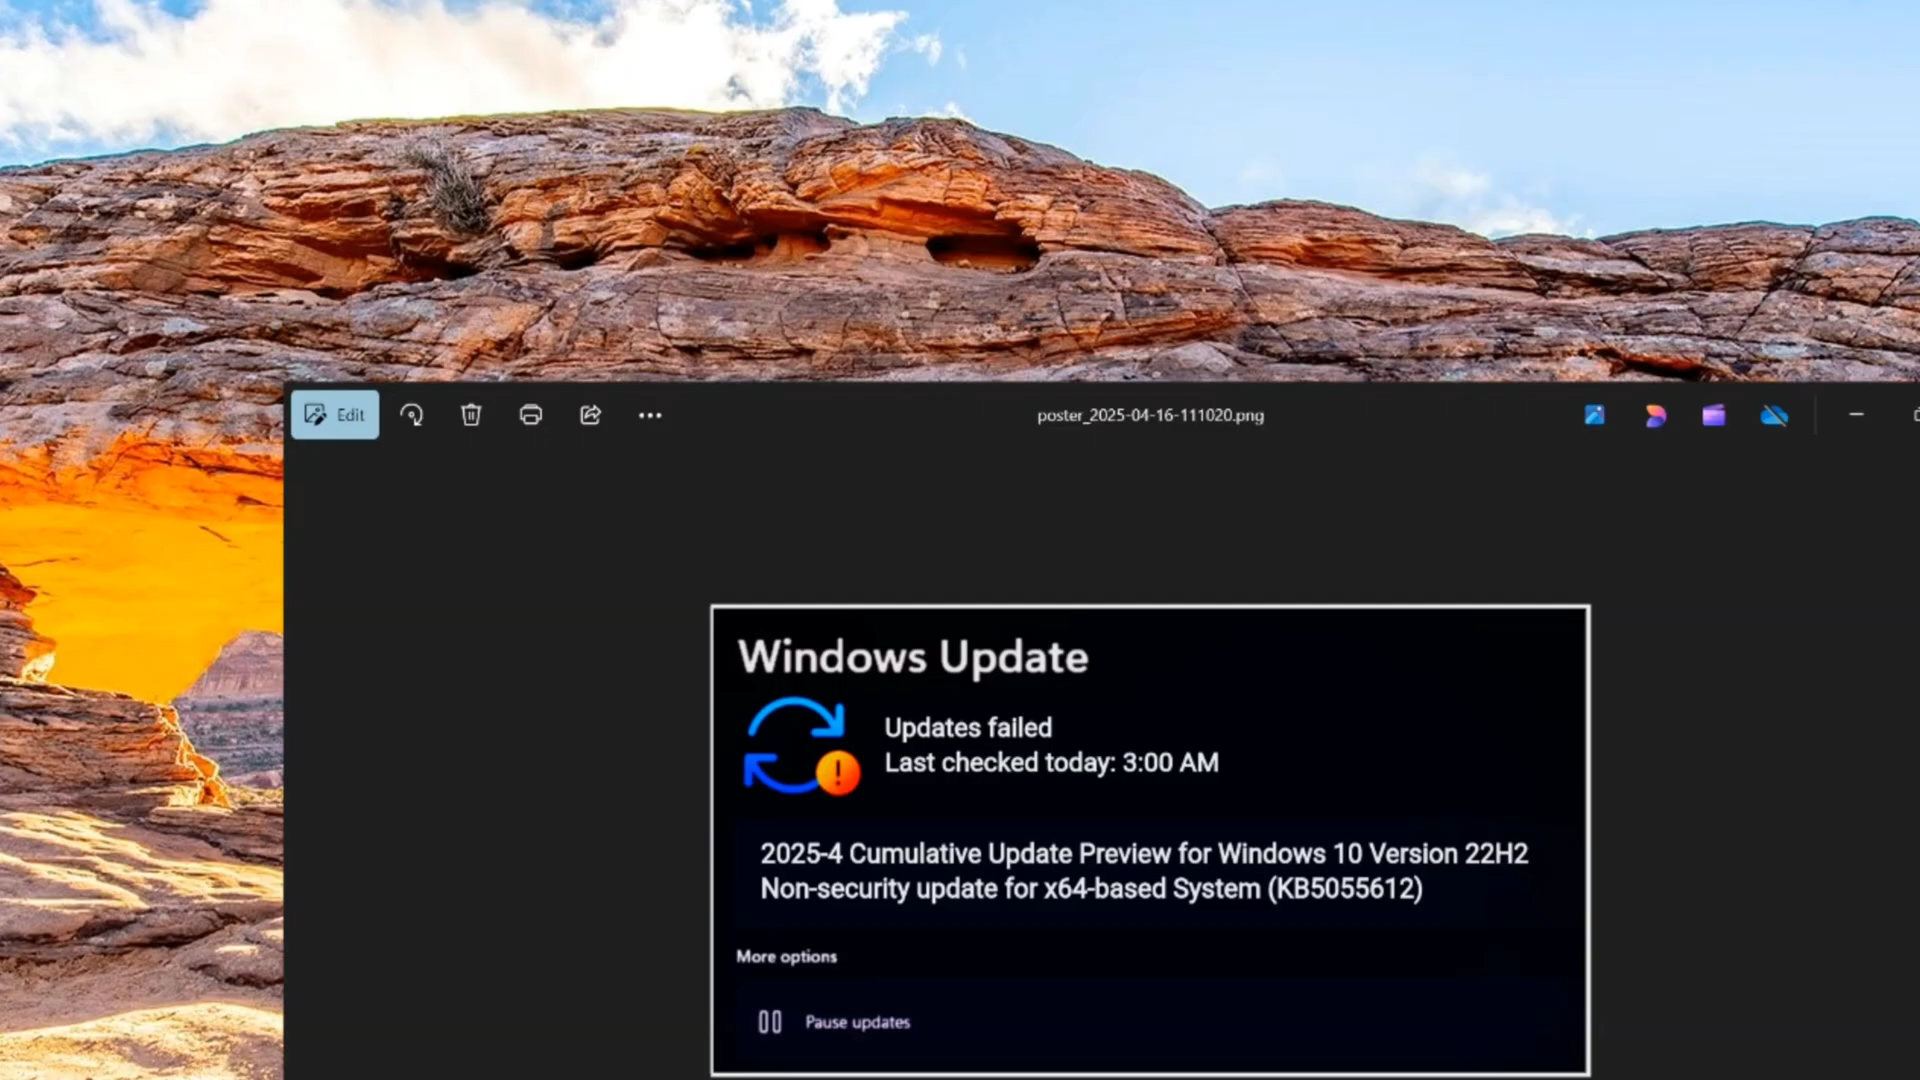 Edit
poster_2025-04-16-111020.png
Windows Update
Updates failed
Last checked today: 3:00 AM
2025-4 Cumulative Update Preview for Windows 10 Version 22H2
Non-security update for x64-based System (KB5055612)
More options
Pause updates